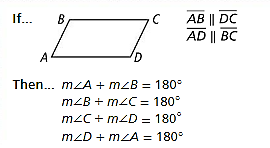 If...
B
C
A
D
AB ∥ DC
AD ∥ BC
Then... m∠A + m∠B = 180°
m∠B + m∠C = 180°
m∠C + m∠D = 180°
m∠D + m∠A = 180°